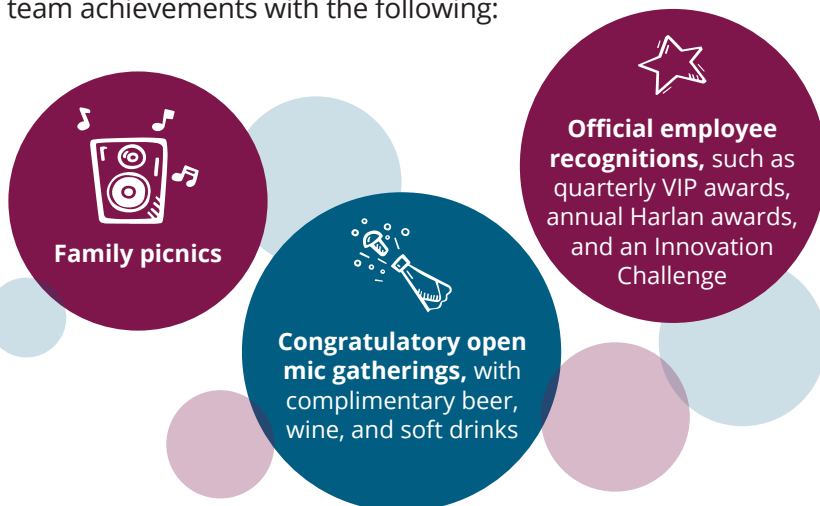 team achievements with the following:
Family picnics
Congratulatory open
mic gatherings, with
complimentary beer,
wine, and soft drinks
Official employee
recognitions, such as
quarterly VIP awards,
annual Harlan awards,
and an Innovation
Challenge